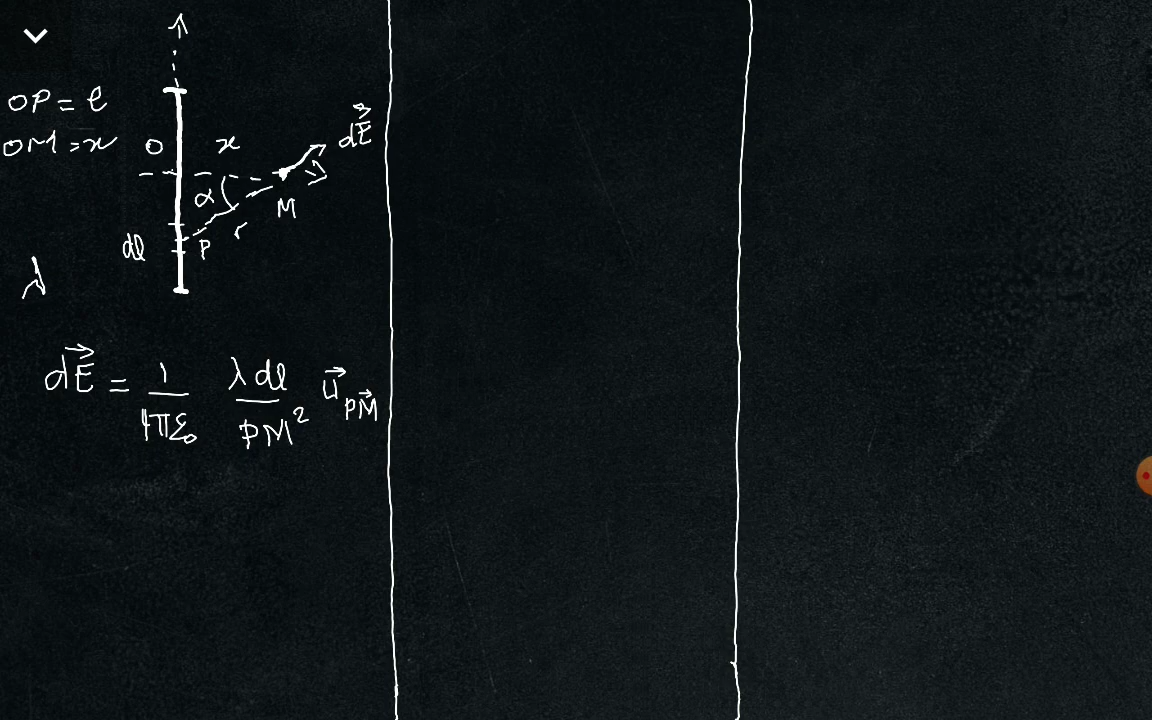 OP = l
OM = x
O x
dE⃗
α
M
dl P r
λ
dE⃗ = 1/4πε₀ λdl/PM² u⃗_PM⃗